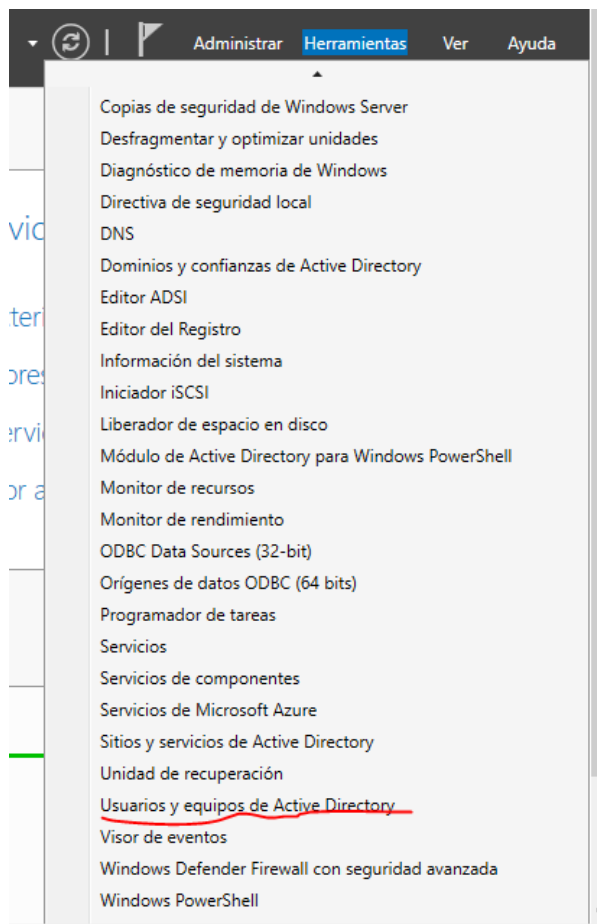 Administrar Herramientas Ver Ayuda
Copias de seguridad de Windows Server
Desfragmentar y optimizar unidades
Diagnóstico de memoria de Windows
Directiva de seguridad local
vic
DNS
Dominios y confianzas de Active Directory
Editor ADSI
terí
Editor del Registro
Información del sistema
pres
Iniciador iSCSI
Liberador de espacio en disco
ervi
Módulo de Active Directory para Windows PowerShell
or a
Monitor de recursos
Monitor de rendimiento
ODBC Data Sources (32-bit)
Orígenes de datos ODBC (64 bits)
Programador de tareas
Servicios
Servicios de componentes
Servicios de Microsoft Azure
Sitios y servicios de Active Directory
Unidad de recuperación
Usuarios y equipos de Active Directory
Visor de eventos
Windows Defender Firewall con seguridad avanzada
Windows PowerShell